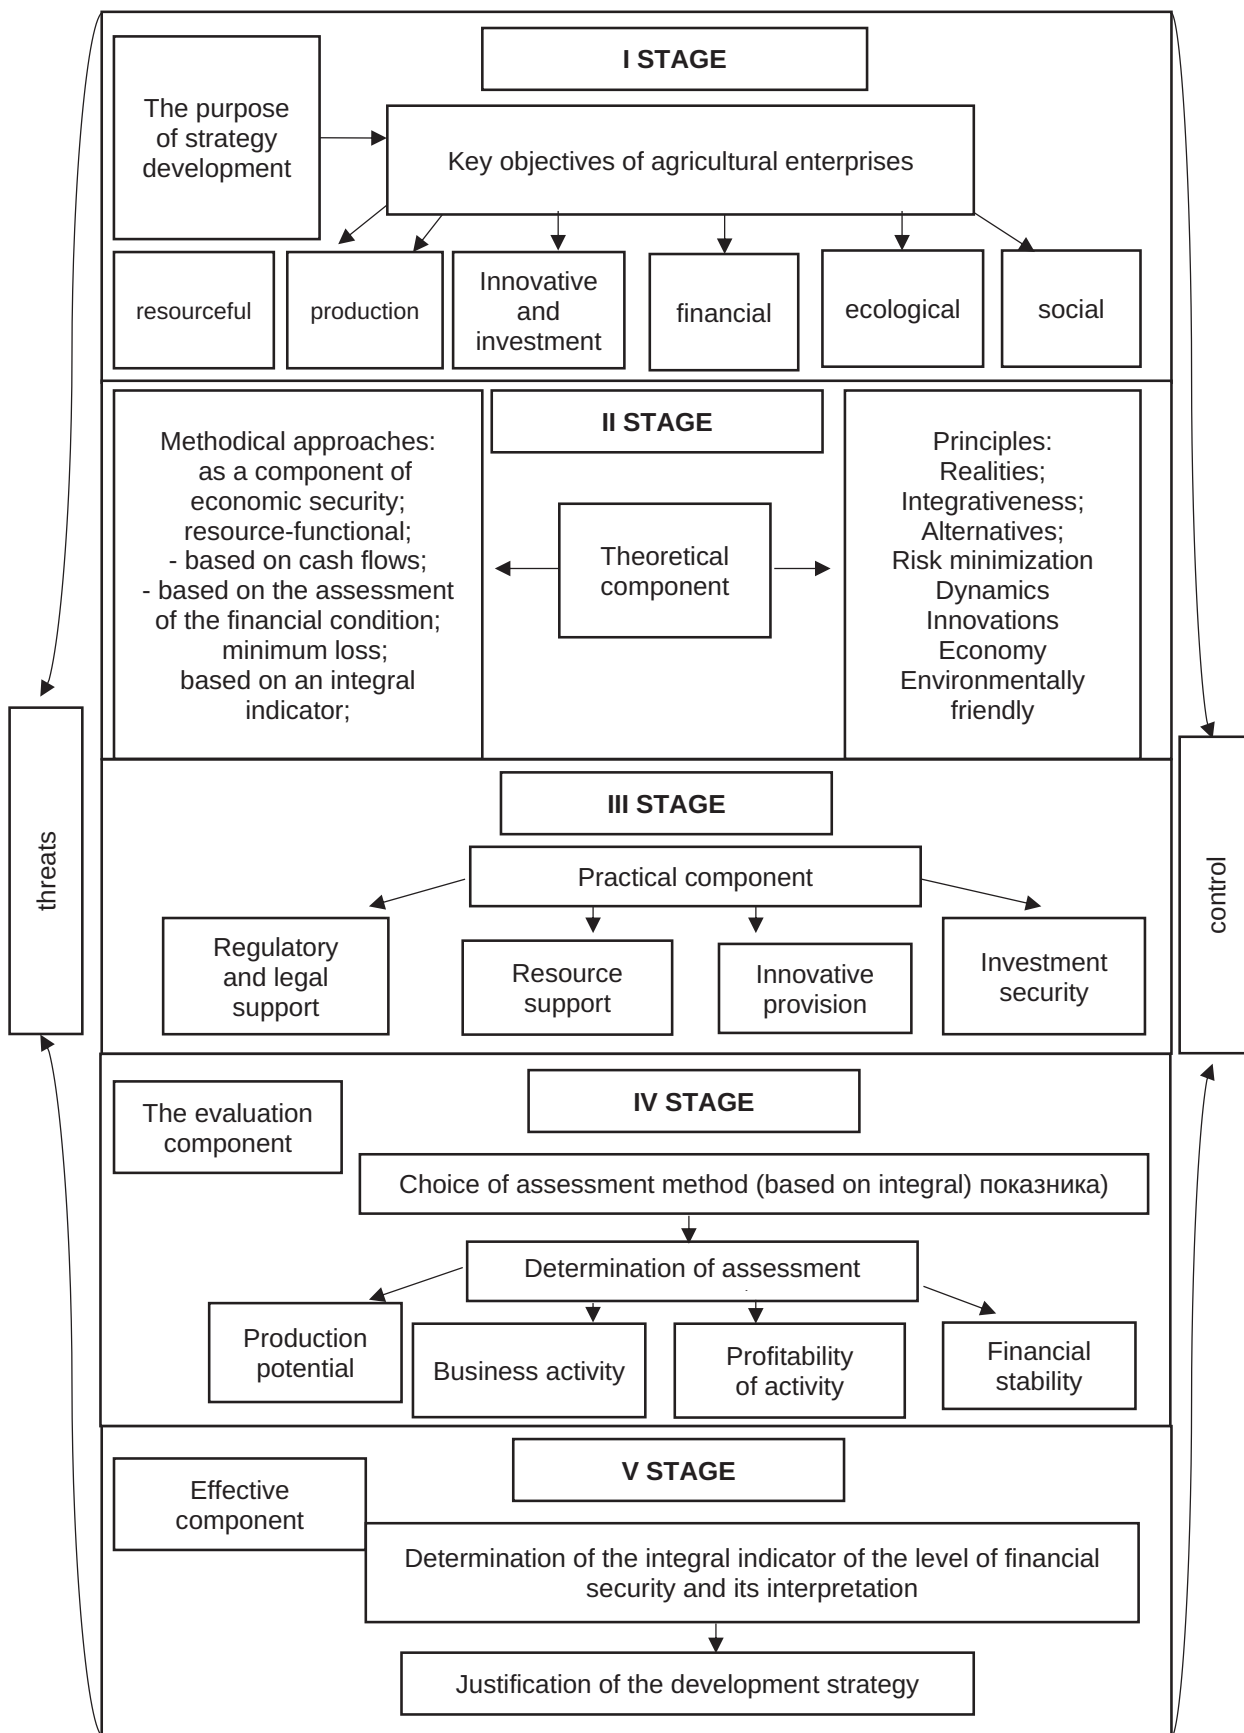 I STAGE
The purpose
of strategy
development
Key objectives of agricultural enterprises
resourceful
production
Innovative
and
investment
financial
ecological
social
II STAGE
Methodical approaches:
as a component of
economic security;
resource-functional;
- based on cash flows;
- based on the assessment
of the financial condition;
minimum loss;
based on an integral
indicator;
Theoretical
component
Principles:
Realities;
Integrativeness;
Alternatives;
Risk minimization
Dynamics
Innovations
Economy
Environmentally
friendly
threats
control
III STAGE
Practical component
Regulatory
and legal
support
Resource
support
Innovative
provision
Investment
security
IV STAGE
The evaluation
component
Choice of assessment method (based on integral) показника)
Determination of assessment
Production
potential
Business activity
Profitability
of activity
Financial
stability
V STAGE
Effective
component
Determination of the integral indicator of the level of financial
security and its interpretation
Justification of the development strategy